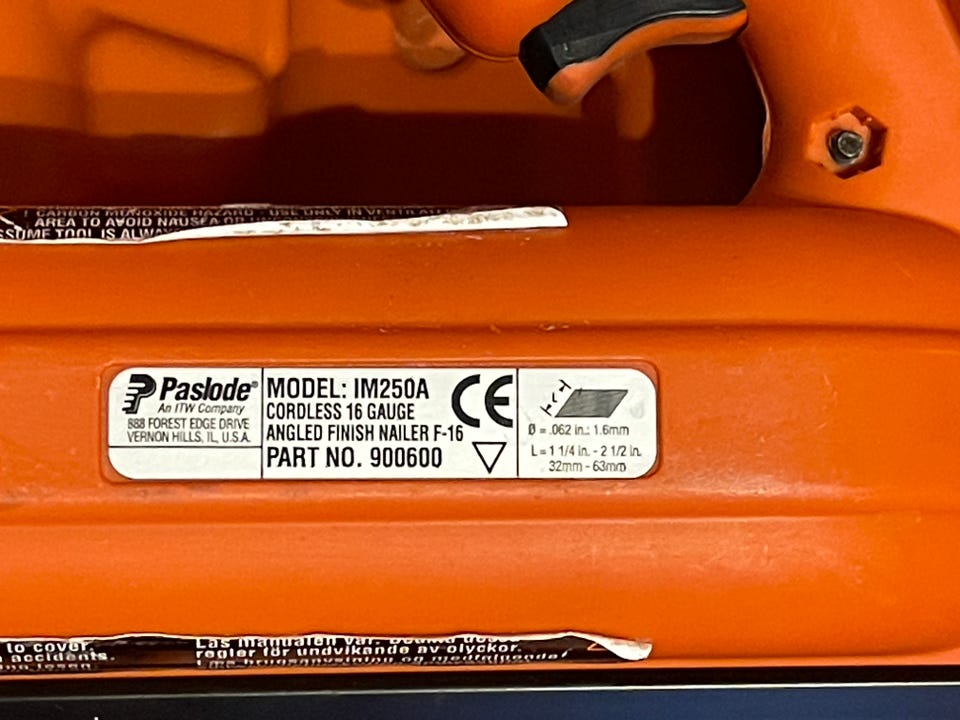 CARBON MONOXIDE HAZARD - USE ONLY IN
AREA TO AVOID NAUSEA OR
TOOL IS
Paslode®
An ITW Company
888 FOREST EDGE DRIVE
VERNON HILLS, IL, U.S.A.
MODEL: IM250A
CORDLESS 16 GAUGE
ANGLED FINISH NAILER F-16
PART NO. 900600
CE
Ø = .062 in.: 1.6mm
L = 1 1/4 in. - 2 1/2 in.
32mm - 63mm
to cover.
accidents.
Läs manualen
regler för undvikande av olyckor.